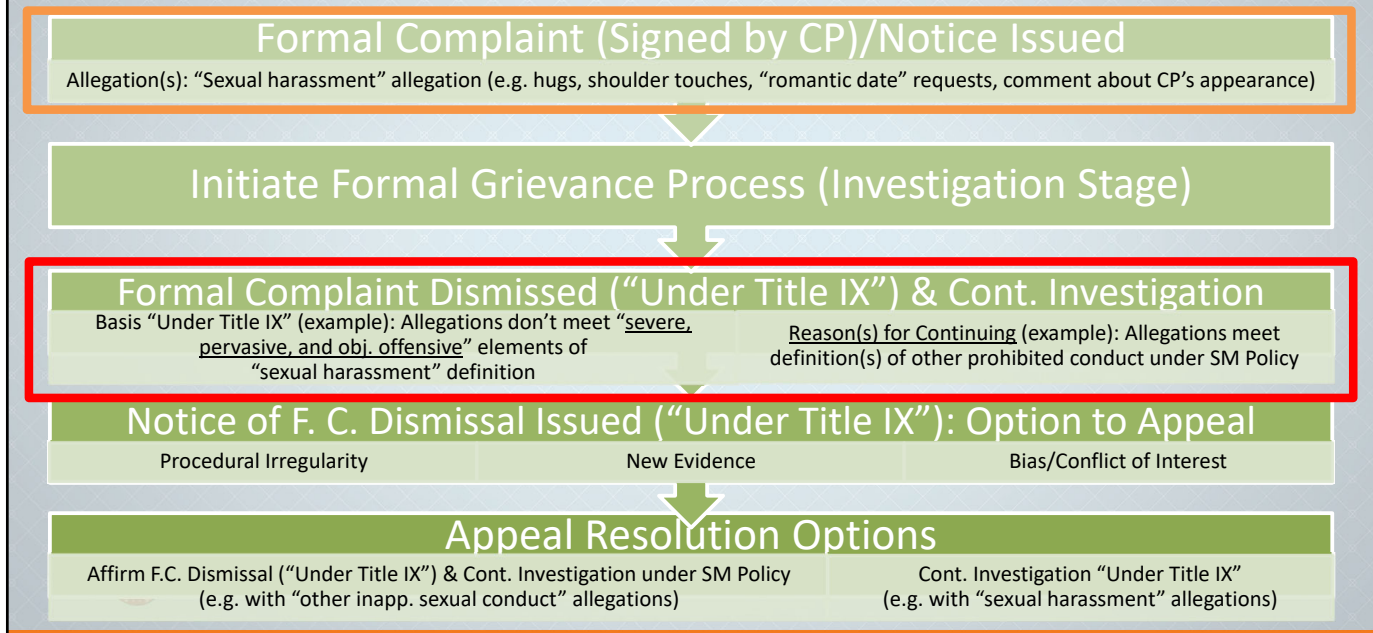 Formal Complaint (Signed by CP)/Notice Issued
Allegation(s): “Sexual harassment” allegation (e.g. hugs, shoulder touches, “romantic date” requests, comment about CP’s appearance)
Initiate Formal Grievance Process (Investigation Stage)
Formal Complaint Dismissed (“Under Title IX”) & Cont. Investigation
Basis “Under Title IX” (example): Allegations don’t meet “severe,
pervasive, and obj. offensive” elements of
“sexual harassment” definition
Reason(s) for Continuing (example): Allegations meet
definition(s) of other prohibited conduct under SM Policy
Notice of F. C. Dismissal Issued (“Under Title IX”): Option to Appeal
Procedural Irregularity
New Evidence
Bias/Conflict of Interest
Appeal Resolution Options
Affirm F.C. Dismissal (“Under Title IX”) & Cont. Investigation under SM Policy
(e.g. with “other inapp. sexual conduct” allegations)
Cont. Investigation “Under Title IX”
(e.g. with “sexual harassment” allegations)